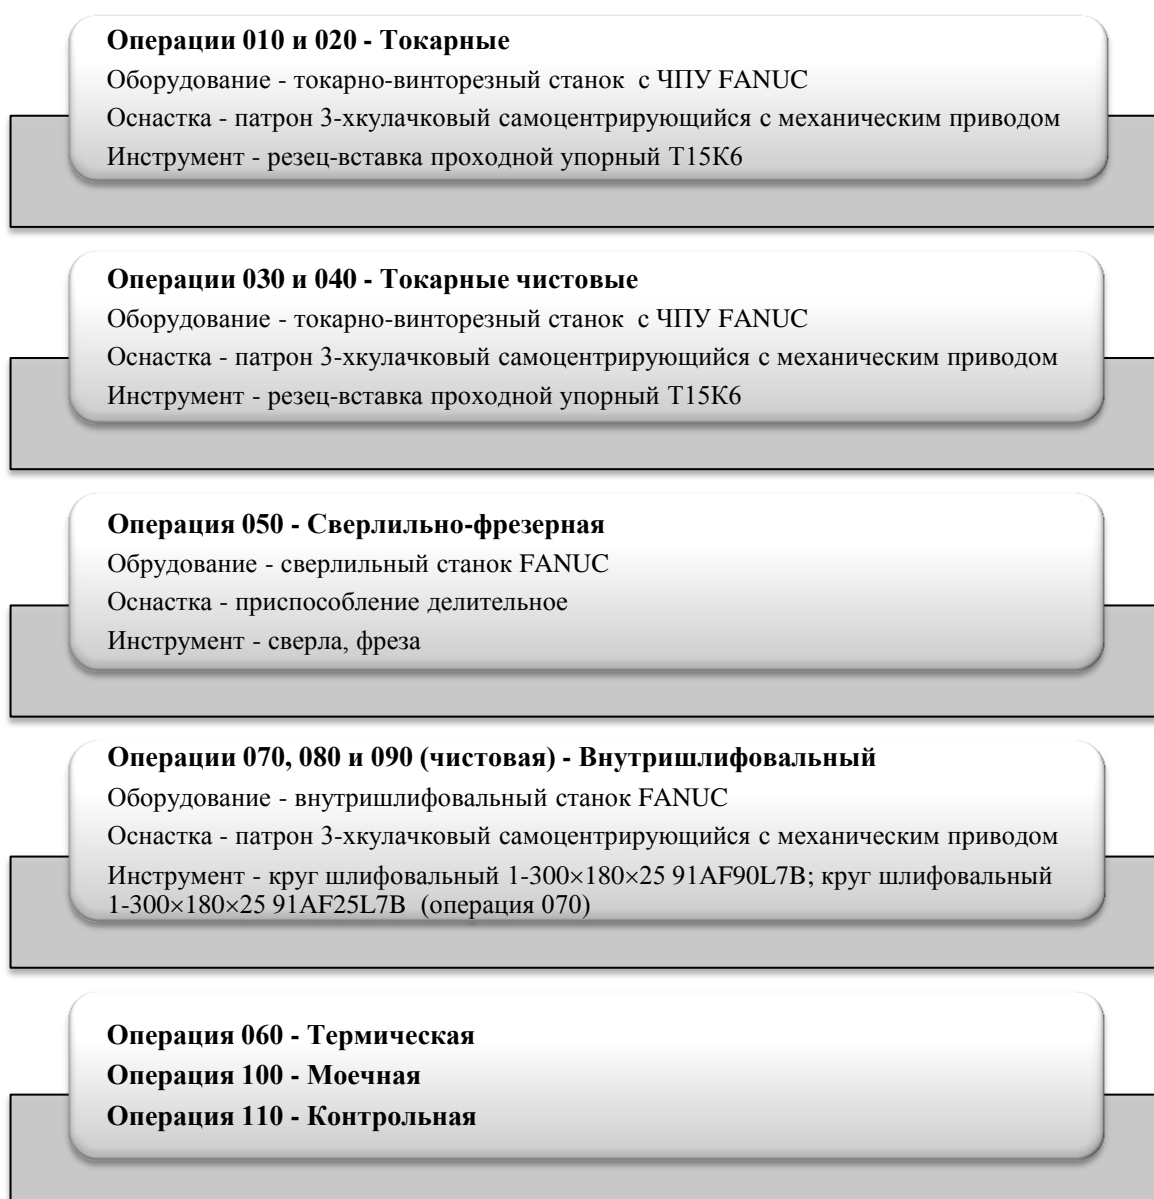 Операции 010 и 020 - Токарные
Оборудование - токарно-винторезный станок  с ЧПУ FANUC
Оснастка - патрон 3-хкулачковый самоцентрирующийся с механическим приводом
Инструмент - резец-вставка проходной упорный Т15К6
Операции 030 и 040 - Токарные чистовые
Оборудование - токарно-винторезный станок  с ЧПУ FANUC
Оснастка - патрон 3-хкулачковый самоцентрирующийся с механическим приводом
Инструмент - резец-вставка проходной упорный Т15К6
Операция 050 - Сверлильно-фрезерная
Обрудование - сверлильный станок FANUC
Оснастка - приспособление делительное
Инструмент - сверла, фреза
Операции 070, 080 и 090 (чистовая) - Внутришлифовальный
Оборудование - внутришлифовальный станок FANUC
Оснастка - патрон 3-хкулачковый самоцентрирующийся с механическим приводом
Инструмент - круг шлифовальный 1-300×180×25 91AF90L7B; круг шлифовальный
1-300×180×25 91AF25L7B  (операция 070)
Операция 060 - Термическая
Операция 100 - Моечная
Операция 110 - Контрольная